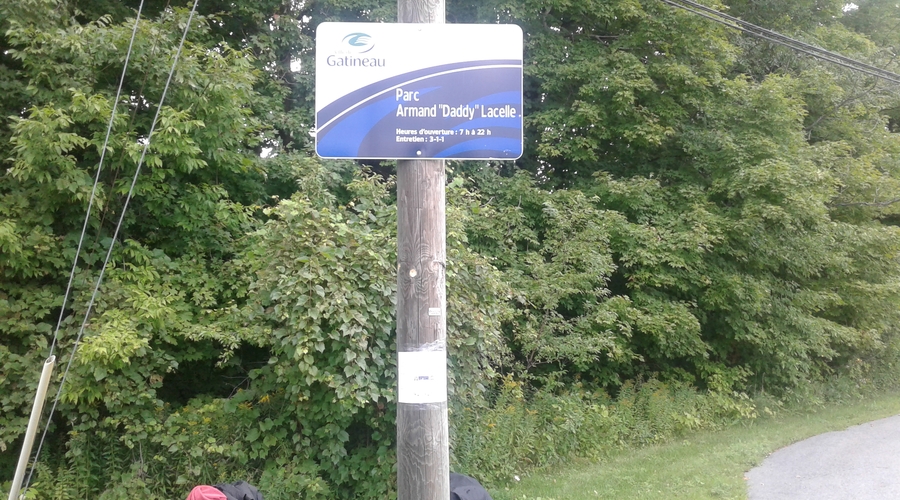 Gatineau
Parc
Armand "Daddy" Lacelle
Heures d'ouverture : 7 h à 22 h
Entretien : 3-1-1